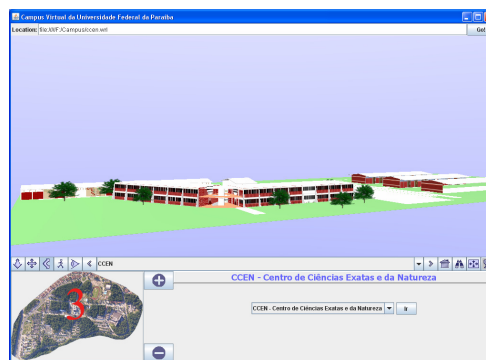 Campus Virtual da Universidade Federal da Paraíba
Location: file:///F:/Campus/ccen.wrl Go!
CCEN
3
CCEN - Centro de Ciências Exatas e da Natureza
CCEN - Centro de Ciências Exatas e da Natureza Ir